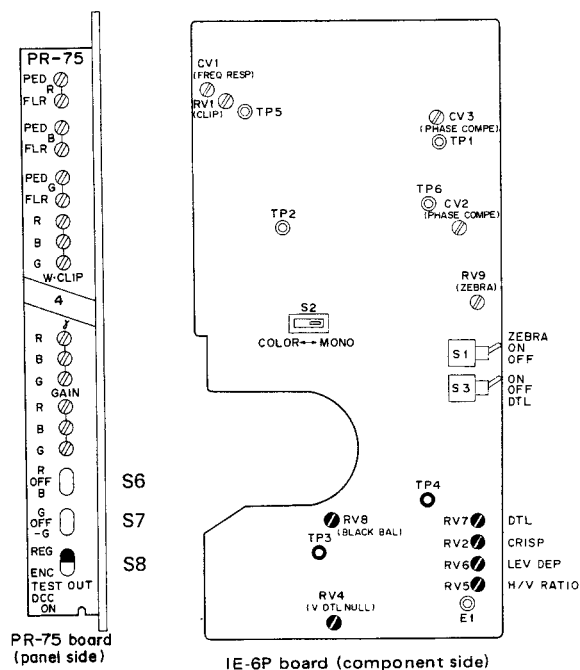 PR-75
PED
R
FLR
PED
B
FLR
PED
G
FLR
R
B
G
W·CLIP
4
γ
R
B
G
GAIN
R
B
G
R
OFF
B
S6
G
OFF
-G
S7
REG
ENC
S8
TEST OUT
DCC
ON
PR-75 board
(panel side)
CV1
(FREQ RESP)
RV1
(CLIP)
TP5
CV3
(PHASE COMPE)
TP1
TP6
CV2
(PHASE COMPE)
TP2
RV9
(ZEBRA)
S2
COLOR↔MONO
S1
ZEBRA
ON
OFF
S3
ON
OFF
DTL
TP4
RV8
(BLACK BAL)
TP3
RV7 DTL
RV2 CRISP
RV6 LEV DEP
RV5 H/V RATIO
RV4
(V DTL NULL)
E1
IE-6P board (component side)